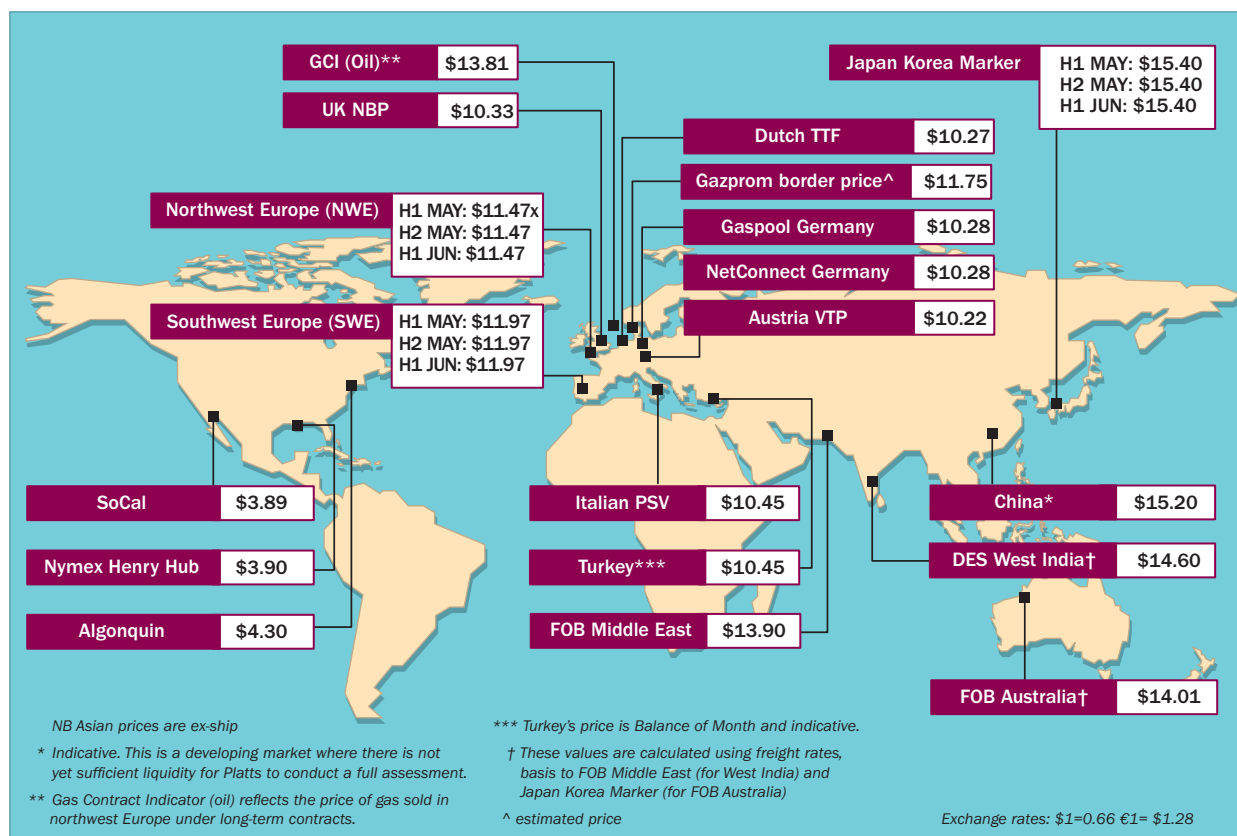 GCI (Oil)** $13.81
UK NBP $10.33
Japan Korea Marker
H1 MAY: $15.40
H2 MAY: $15.40
H1 JUN: $15.40
Dutch TTF $10.27
Gazprom border price^ $11.75
Northwest Europe (NWE)
H1 MAY: $11.47x
H2 MAY: $11.47
H1 JUN: $11.47
Gaspool Germany $10.28
NetConnect Germany $10.28
Southwest Europe (SWE)
H1 MAY: $11.97
H2 MAY: $11.97
H1 JUN: $11.97
Austria VTP $10.22
SoCal $3.89
Italian PSV $10.45
China* $15.20
Nymex Henry Hub $3.90
Turkey*** $10.45
DES West India† $14.60
Algonquin $4.30
FOB Middle East $13.90
FOB Australia† $14.01
NB Asian prices are ex-ship
* Indicative. This is a developing market where there is not
yet sufficient liquidity for Platts to conduct a full assessment.
** Gas Contract Indicator (oil) reflects the price of gas sold in
northwest Europe under long-term contracts.
*** Turkey's price is Balance of Month and indicative.
† These values are calculated using freight rates,
basis to FOB Middle East (for West India) and
Japan Korea Marker (for FOB Australia)
^ estimated price
Exchange rates: $1=0.66 €1= $1.28